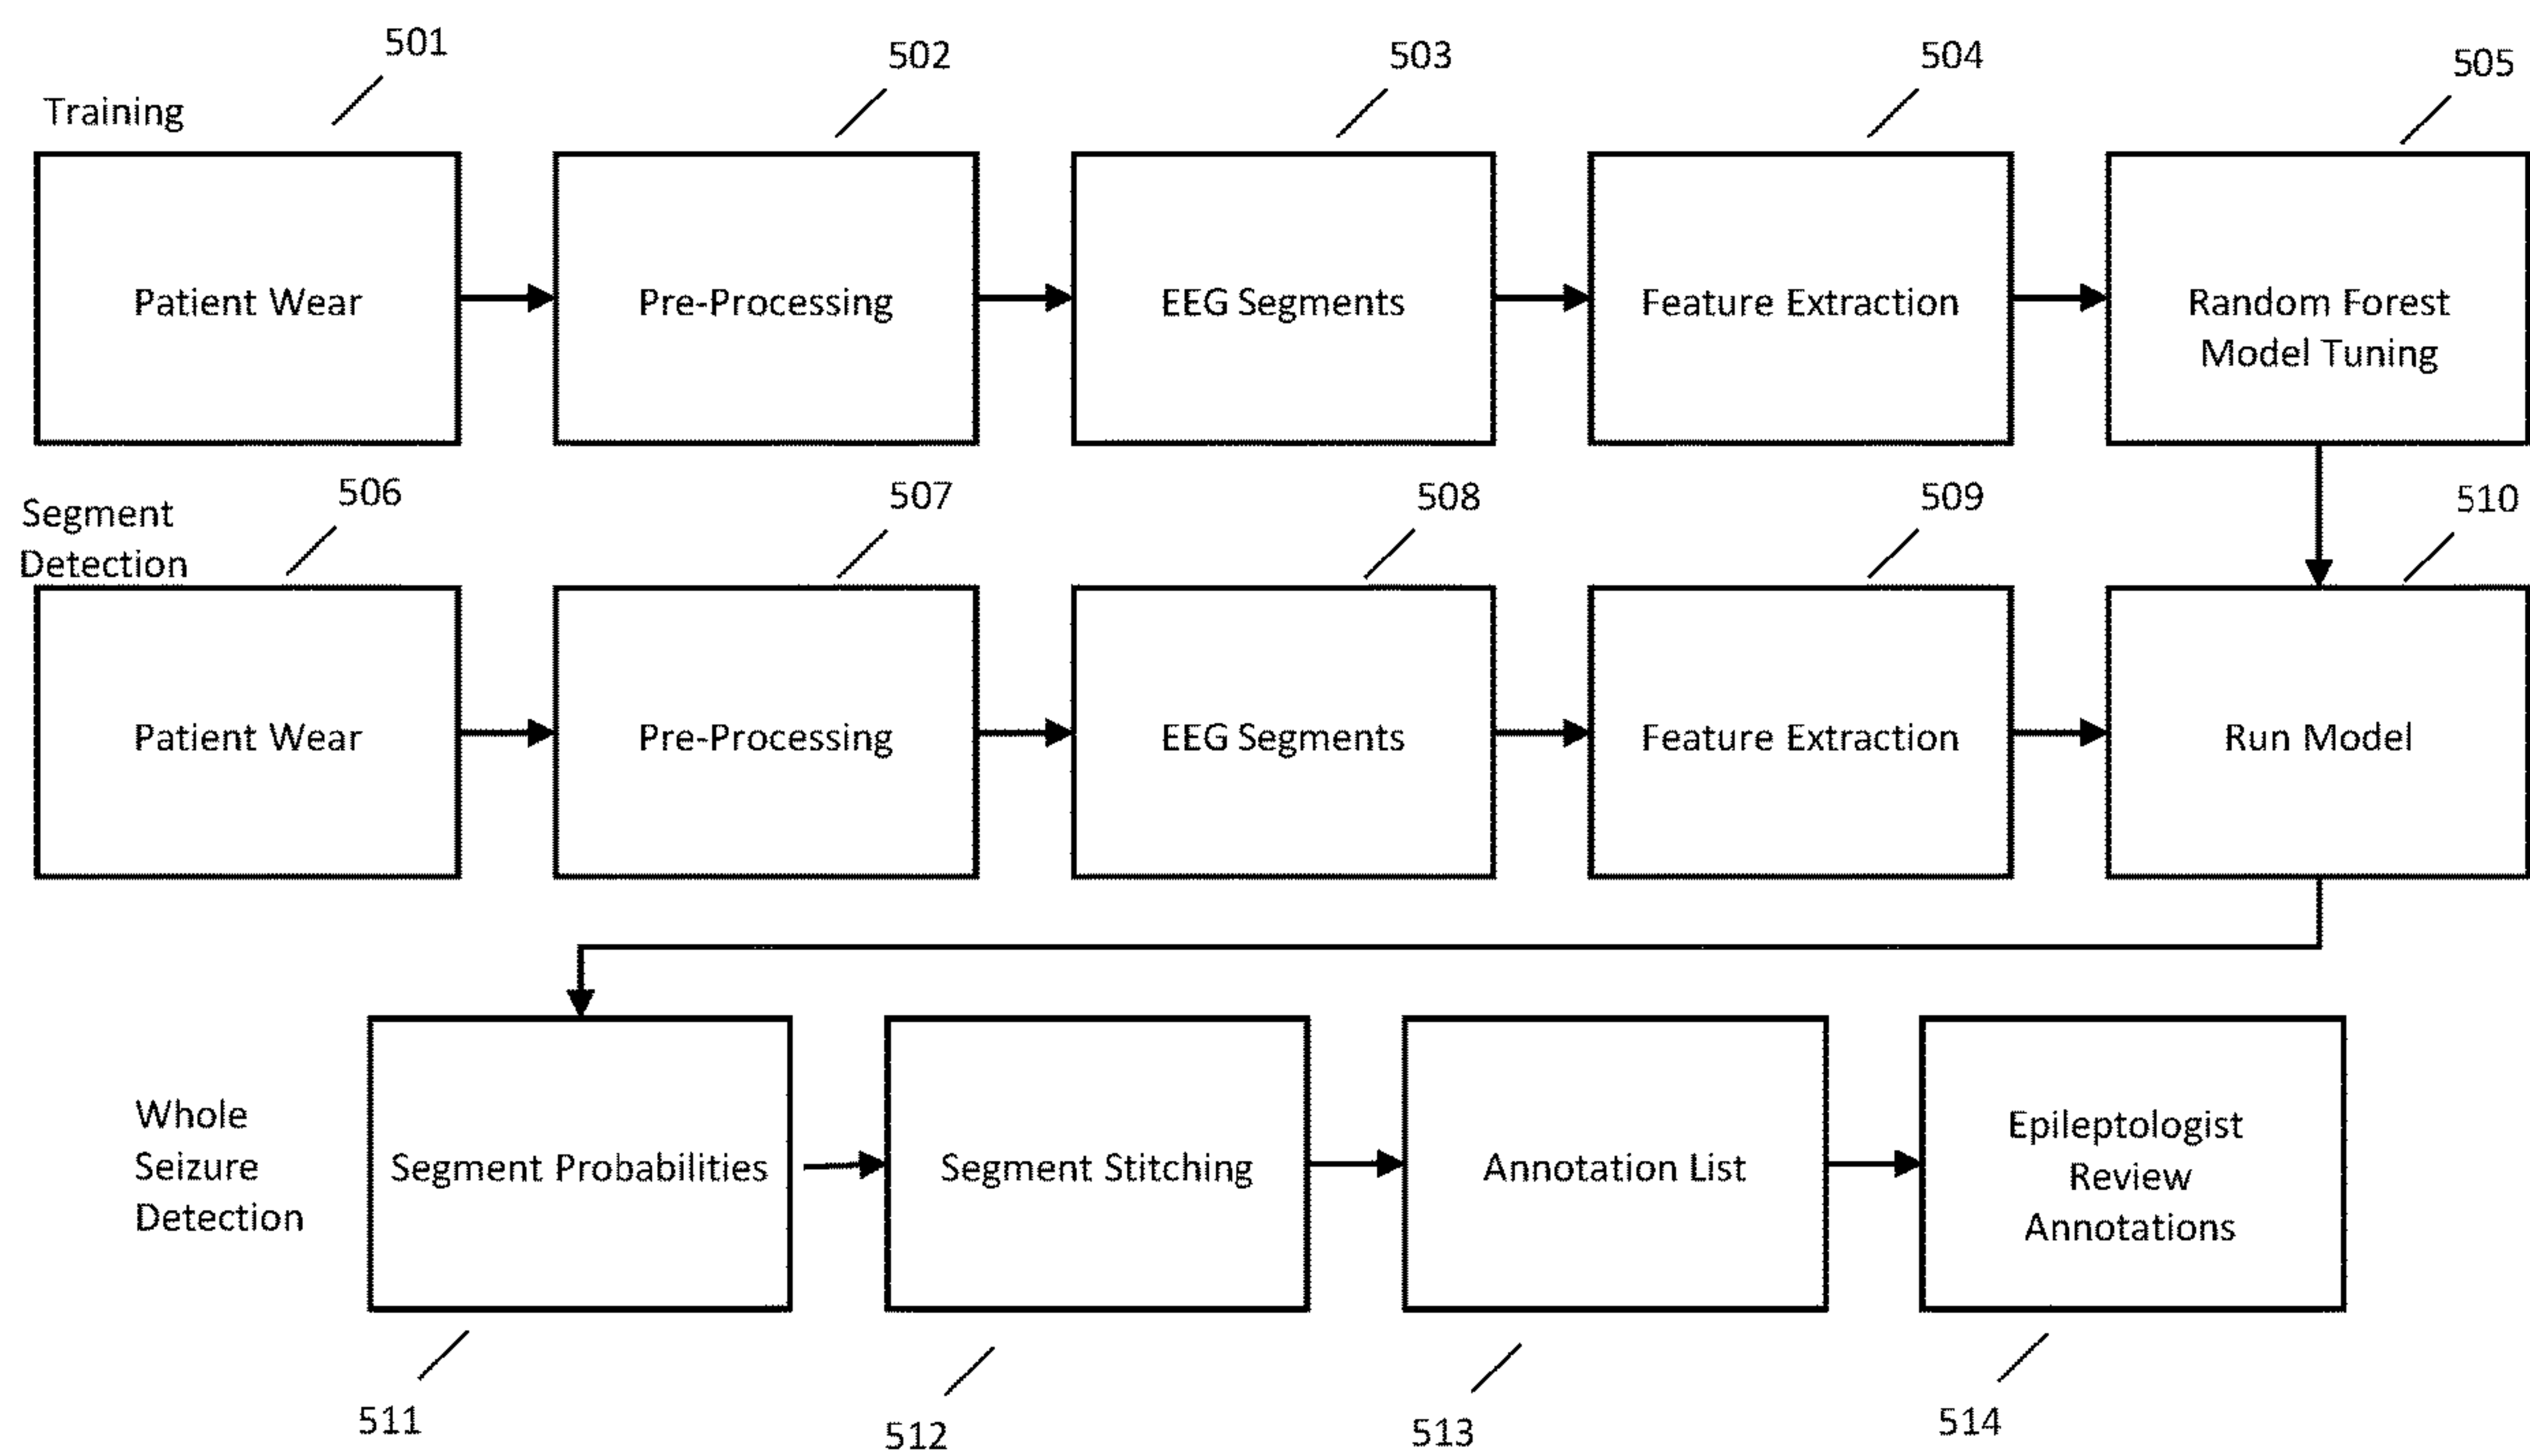 501
502
503
504
505
Training
Patient Wear
Pre-Processing
EEG Segments
Feature Extraction
Random Forest
Model Tuning
506
507
508
509
510
Segment
Detection
Patient Wear
Pre-Processing
EEG Segments
Feature Extraction
Run Model
Whole
Seizure
Detection
Segment Probabilities
Segment Stitching
Annotation List
Epileptologist
Review
Annotations
511
512
513
514